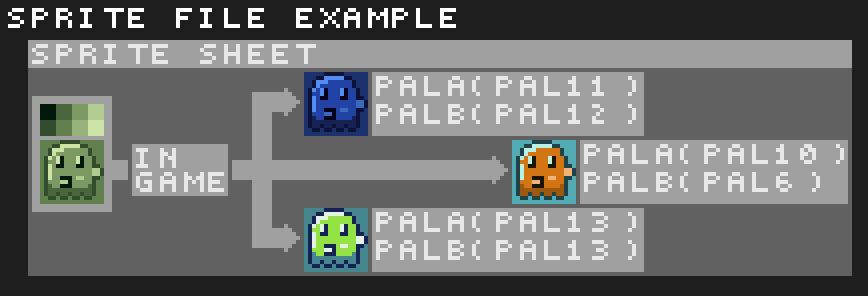 SPRITE FILE EXAMPLE
SPRITE SHEET
PALA( PAL11 )
PALB( PAL12 )
IN
GAME
PALA( PAL10 )
PALB( PAL6 )
PALA( PAL13 )
PALB( PAL13 )